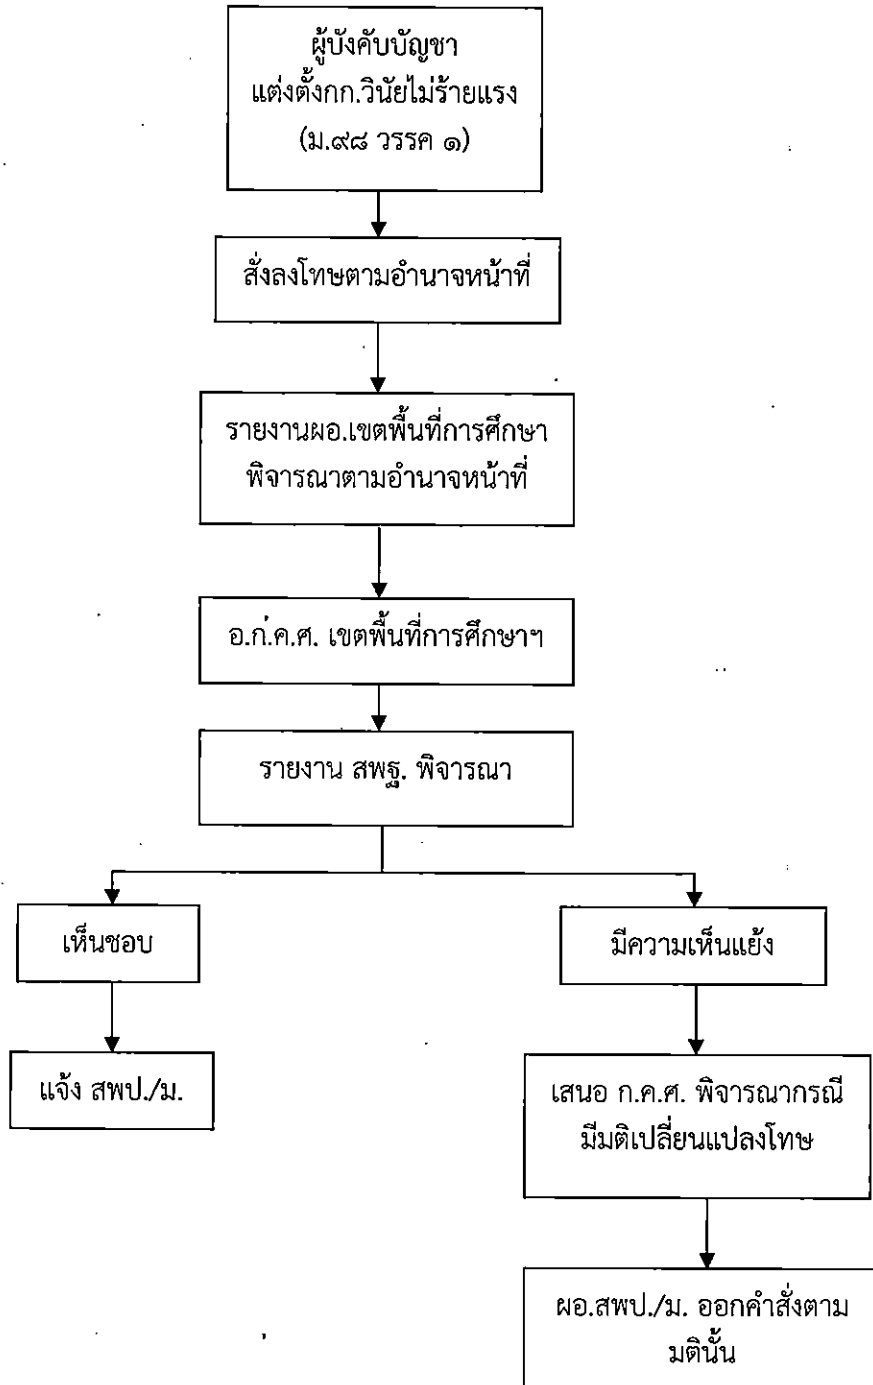 ผู้บังคับบัญชา
แต่งตั้งกก.วินัยไม่ร้ายแรง
(ม.๙๘ วรรค ๑)
สั่งลงโทษตามอำนาจหน้าที่
รายงานผอ.เขตพื้นที่การศึกษา
พิจารณาตามอำนาจหน้าที่
อ.ก.ค.ศ. เขตพื้นที่การศึกษาฯ
รายงาน สพฐ. พิจารณา
เห็นชอบ
มีความเห็นแย้ง
แจ้ง สพป./ม.
เสนอ ก.ค.ศ. พิจารณากรณี
มีมติเปลี่ยนแปลงโทษ
ผอ.สพป./ม. ออกคำสั่งตาม
มตินั้น